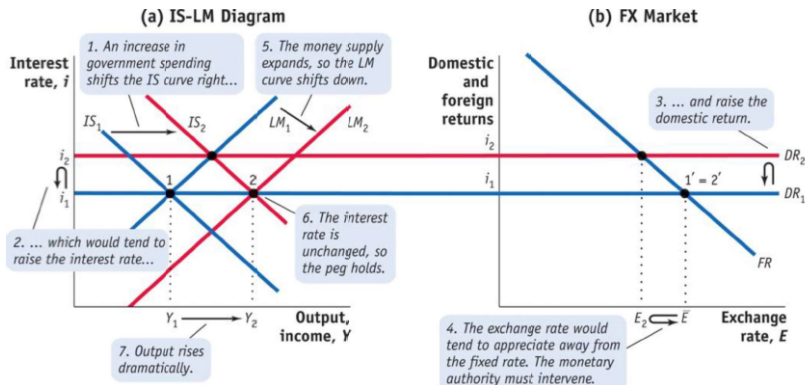 (a) IS-LM Diagram
Interest
rate, i
1. An increase in
government spending
shifts the IS curve right...
5. The money supply
expands, so the LM
curve shifts down.
IS1
IS2
LM1
LM2
i2
i1
1
2
2. ... which would tend to
raise the interest rate...
6. The interest
rate is
unchanged, so
the peg holds.
Y1
Y2
Output,
income, Y
7. Output rises
dramatically.
(b) FX Market
Domestic
and
foreign
returns
3. ... and raise the
domestic return.
i2
DR2
i1
1' = 2'
DR1
FR
E2
E̅
Exchange
rate, E
4. The exchange rate would
tend to appreciate away from
the fixed rate. The monetary
authority must intervene.